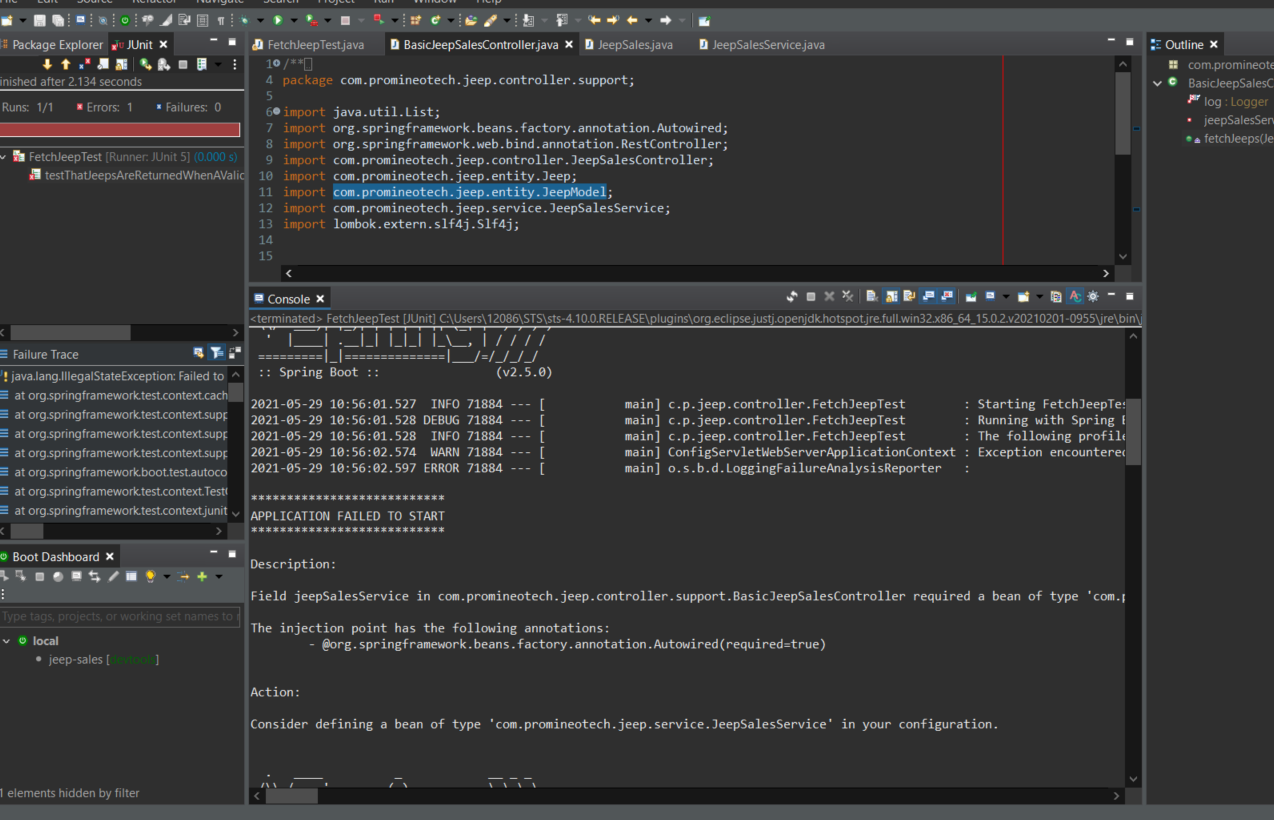 File Edit Source Refactor Navigate Search Project Run Window Help
Package Explorer JUnit
inished after 2.134 seconds
Runs: 1/1 Errors: 1 Failures: 0
FetchJeepTest [Runner: JUnit 5] (0.000 s)
testThatJeepsAreReturnedWhenAValid
Failure Trace
java.lang.IllegalStateException: Failed to
at org.springframework.test.context.cach
at org.springframework.test.context.supp
at org.springframework.test.context.supp
at org.springframework.test.context.supp
at org.springframework.boot.test.autoco
at org.springframework.test.context.Test
at org.springframework.test.context.junit
Boot Dashboard
Type tags, projects, or working set names to
local
jeep-sales [devtools]
1 elements hidden by filter
FetchJeepTest.java BasicJeepSalesController.java JeepSales.java JeepSalesService.java
1 /**
4 package com.promineotech.jeep.controller.support;
5
6 import java.util.List;
7 import org.springframework.beans.factory.annotation.Autowired;
8 import org.springframework.web.bind.annotation.RestController;
9 import com.promineotech.jeep.controller.JeepSalesController;
10 import com.promineotech.jeep.entity.Jeep;
11 import com.promineotech.jeep.entity.JeepModel;
12 import com.promineotech.jeep.service.JeepSalesService;
13 import lombok.extern.slf4j.Slf4j;
14
15
Console
<terminated> FetchJeepTest [JUnit] C:\Users\12086\STS\sts-4.10.0.RELEASE\plugins\org.eclipse.justj.openjdk.hotspot.jre.full.win32.x86_64_15.0.2.v20210201-0955\jre\bin\
' |____| .__|_| |_|_| |_\__, | / / / /
=========|_|==============|___/=/_/_/_/
:: Spring Boot :: (v2.5.0)
2021-05-29 10:56:01.527 INFO 71884 --- [ main] c.p.jeep.controller.FetchJeepTest : Starting FetchJeepTes
2021-05-29 10:56:01.528 DEBUG 71884 --- [ main] c.p.jeep.controller.FetchJeepTest : Running with Spring B
2021-05-29 10:56:01.528 INFO 71884 --- [ main] c.p.jeep.controller.FetchJeepTest : The following profile
2021-05-29 10:56:02.574 WARN 71884 --- [ main] ConfigServletWebServerApplicationContext : Exception encountered
2021-05-29 10:56:02.597 ERROR 71884 --- [ main] o.s.b.d.LoggingFailureAnalysisReporter :
***************************
APPLICATION FAILED TO START
***************************
Description:
Field jeepSalesService in com.promineotech.jeep.controller.support.BasicJeepSalesController required a bean of type 'com.p
The injection point has the following annotations:
- @org.springframework.beans.factory.annotation.Autowired(required=true)
Action:
Consider defining a bean of type 'com.promineotech.jeep.service.JeepSalesService' in your configuration.
Outline
com.promineote
BasicJeepSalesC
log : Logger
jeepSalesServ
fetchJeeps(Je